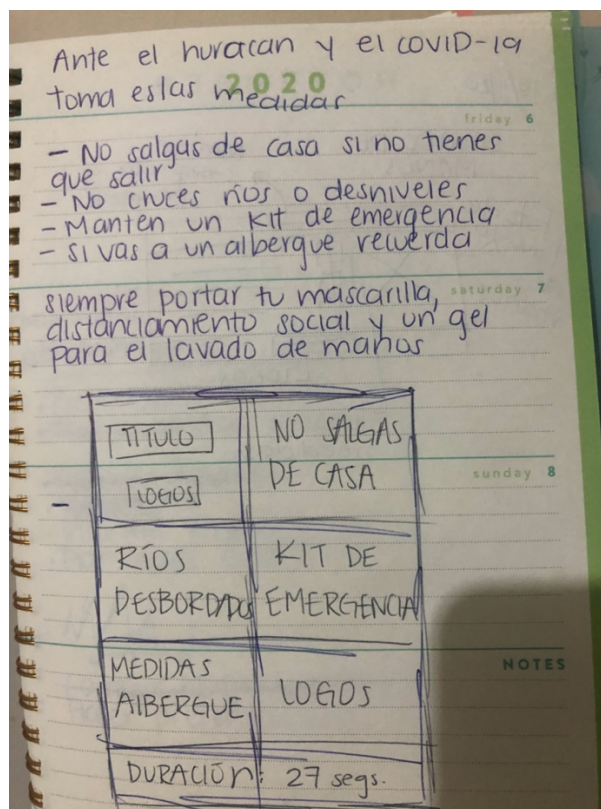 Ante el huracan y el COVID-19
2020
toma estas medidas
friday 6
- No salgas de casa si no tienes
que salir
- No cruces ríos o desniveles
- Manten un kit de emergencia
- Si vas a un albergue recuerda
saturday 7
siempre portar tu mascarilla,
distanciamiento social y un gel
para el lavado de manos
TITULO
LOGOS
NO SALGAS
DE CASA
sunday 8
-
RÍOS
DESBORDADOS
KIT DE
EMERGENCIA
NOTES
MEDIDAS
AlBERGUE
LOGOS
DURACIÓN: 27 segs.